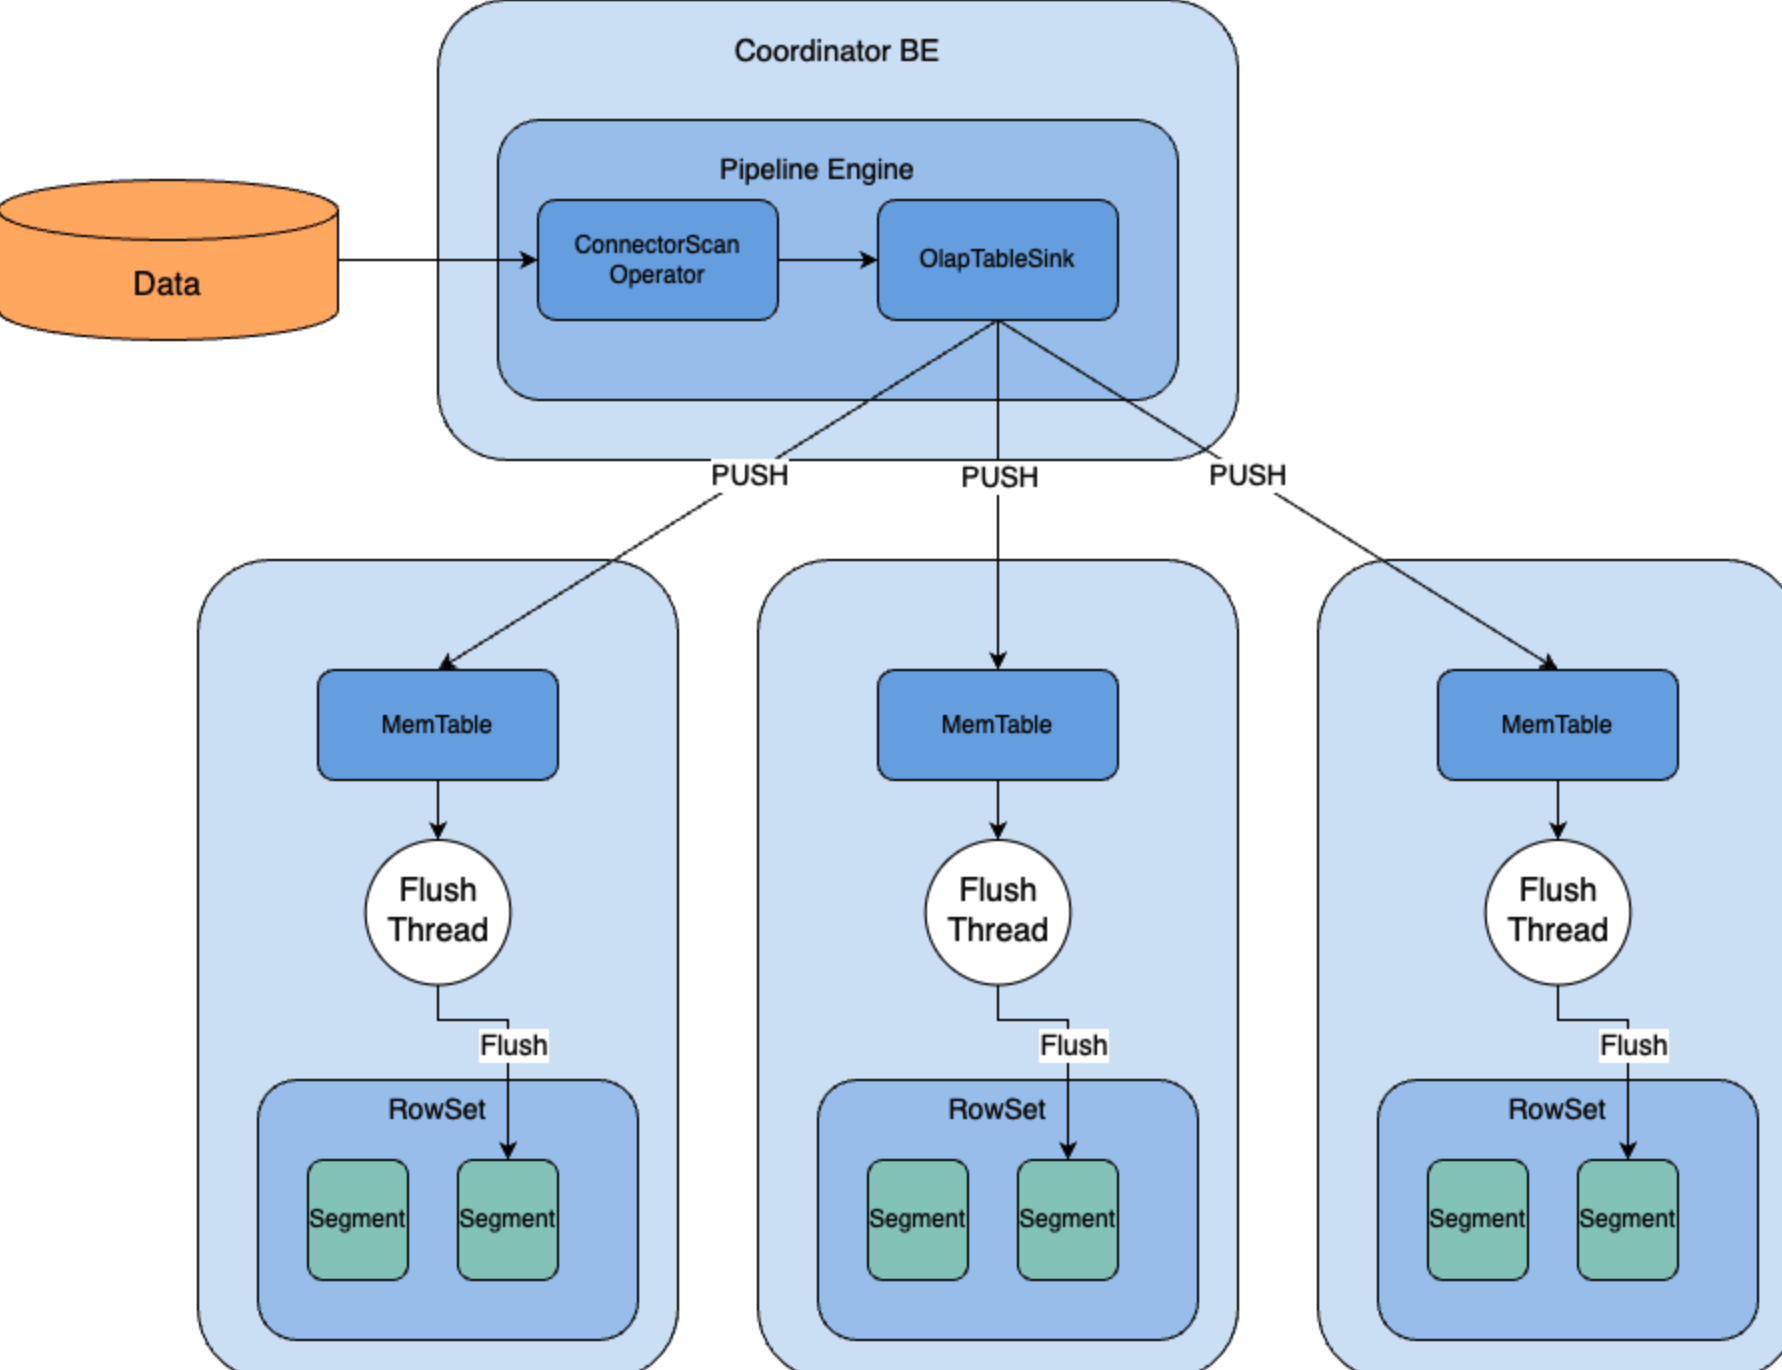 Coordinator BE
Pipeline Engine
Data
ConnectorScan
Operator
OlapTableSink
PUSH
PUSH
PUSH
MemTable
MemTable
MemTable
Flush
Thread
Flush
Thread
Flush
Thread
Flush
Flush
Flush
RowSet
RowSet
RowSet
Segment
Segment
Segment
Segment
Segment
Segment